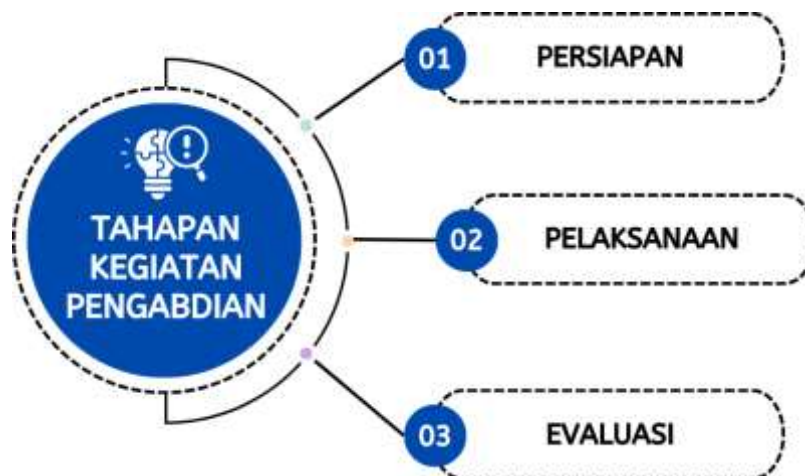 TAHAPAN
KEGIATAN
PENGABDIAN
01
PERSIAPAN
02
PELAKSANAAN
03
EVALUASI